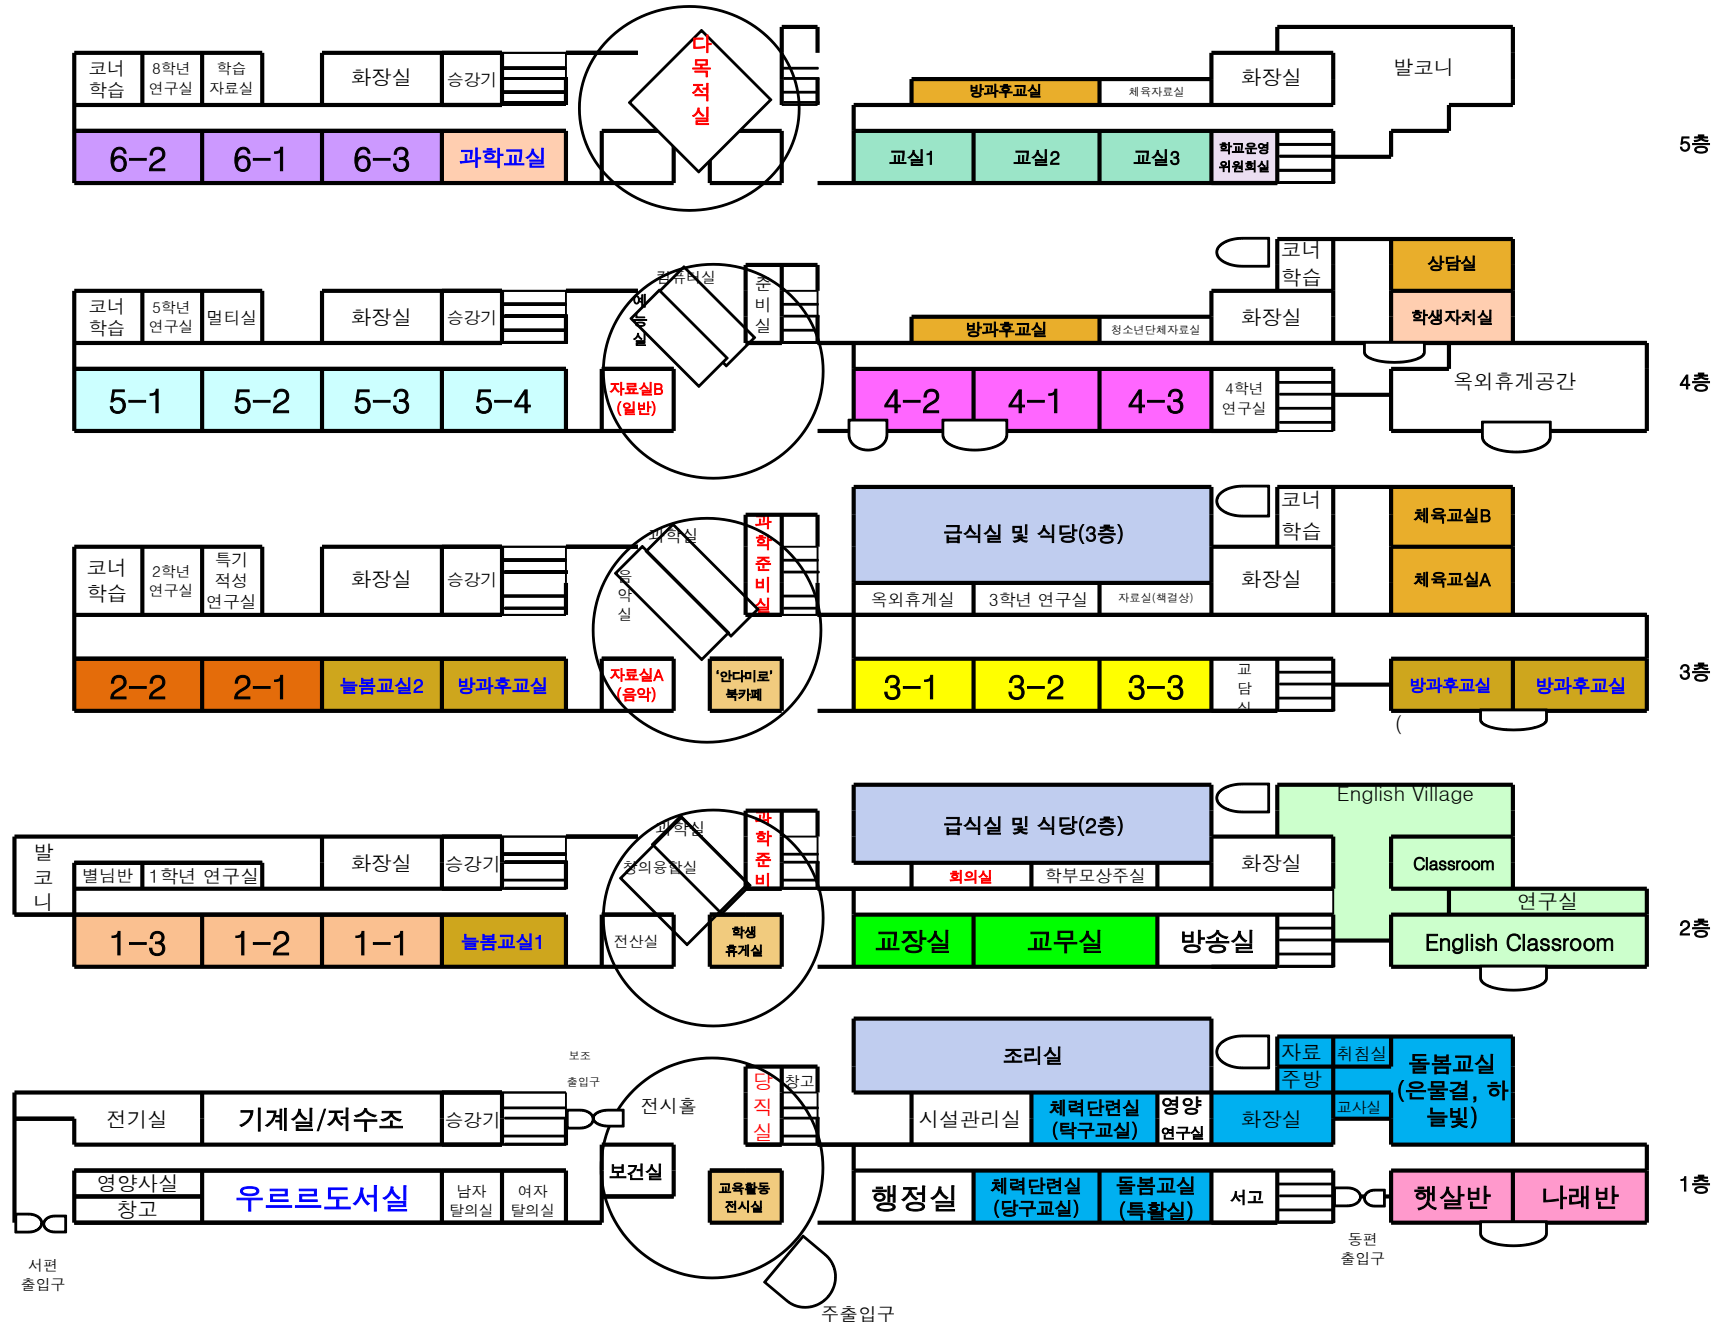 코너
학습
8학년
연구실
학습
자료실
화장실
승강기
다
목
적
실
방과후교실
체육자료실
화장실
발코니
6-2
6-1
6-3
과학교실
교실1
교실2
교실3
학교운영
위원회실
5층
코너
학습
5학년
연구실
멀티실
화장실
승강기
컴퓨터실
예
능
실
준
비
실
방과후교실
청소년단체자료실
화장실
코너
학습
상담실
학생자치실
5-1
5-2
5-3
5-4
자료실B
(일반)
4-2
4-1
4-3
4학년
연구실
옥외휴게공간
4층
코너
학습
2학년
연구실
특기
적성
연구실
화장실
승강기
과학실
음
악
실
과
학
준
비
실
급식실 및 식당(3층)
옥외휴게실
3학년 연구실
자료실(책걸상)
화장실
코너
학습
체육교실B
체육교실A
2-2
2-1
늘봄교실2
방과후교실
자료실A
(음악)
'안다미로'
북카페
3-1
3-2
3-3
교
담
실
방과후교실
방과후교실
(
3층
발
코
니
별님반
1학년 연구실
화장실
승강기
과학실
창의융합실
과
학
준
비
급식실 및 식당(2층)
회의실
학부모상주실
화장실
English Village
Classroom
연구실
1-3
1-2
1-1
늘봄교실1
전산실
학생
휴게실
교장실
교무실
방송실
English Classroom
2층
전기실
기계실/저수조
승강기
보조
출입구
전시홀
당
직
실
창고
조리실
시설관리실
체력단련실
(탁구교실)
영양
연구실
화장실
자료
취침실
주방
교사실
돌봄교실
(은물결, 하
늘빛)
영양사실
창고
우르르도서실
남자
탈의실
여자
탈의실
보건실
교육활동
전시실
행정실
체력단련실
(당구교실)
돌봄교실
(특활실)
서고
햇살반
나래반
1층
서편
출입구
동편
출입구
주출입구